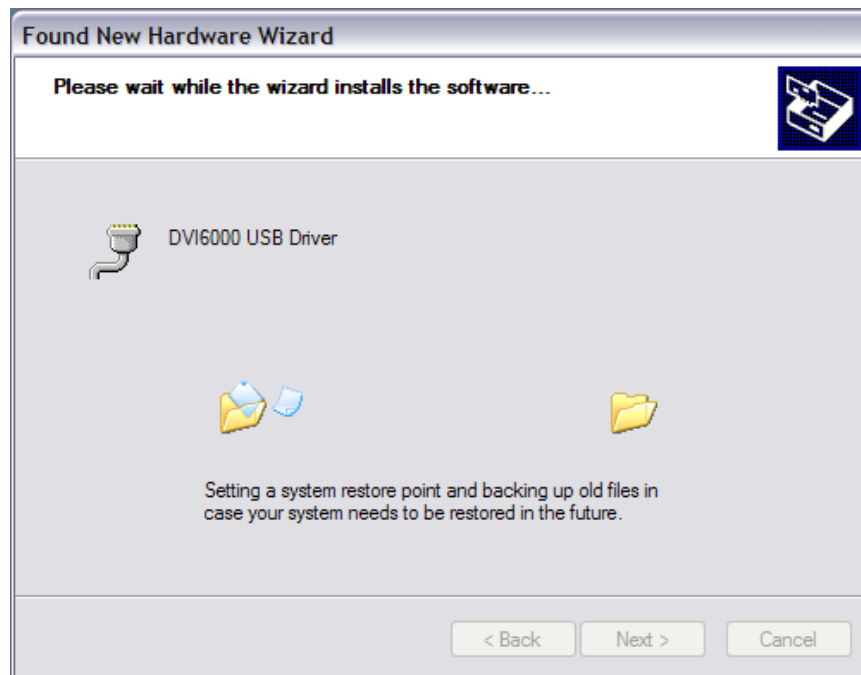 Found New Hardware Wizard
Please wait while the wizard installs the software...
DVI6000 USB Driver
Setting a system restore point and backing up old files in
case your system needs to be restored in the future.
< Back
Next >
Cancel